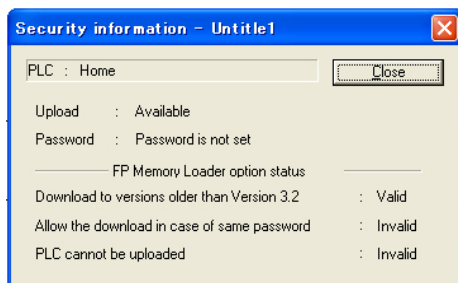 Security information - Untitle1
PLC : Home
Close
Upload : Available
Password : Password is not set
FP Memory Loader option status
Download to versions older than Version 3.2 : Valid
Allow the download in case of same password : Invalid
PLC cannot be uploaded : Invalid